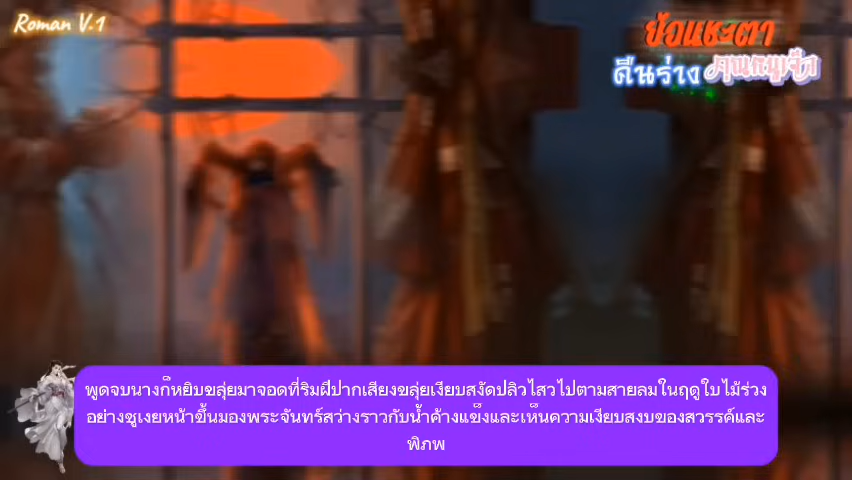 Roman V.1
ย้อนชะตา
คืนร่าง
พูดจบนางก็หยิบขลุ่ยมาจอดที่ริมฝีปากเสียงขลุ่ยเงียบสงัดปลิวไสวไปตามสายลมในฤดูใบไม้ร่วง
อย่างชูเงยหน้าขึ้นมองพระจันทร์สว่างราวกับน้ำค้างแข็งและเห็นความเงียบสงบของสวรรค์และ
พิภพ